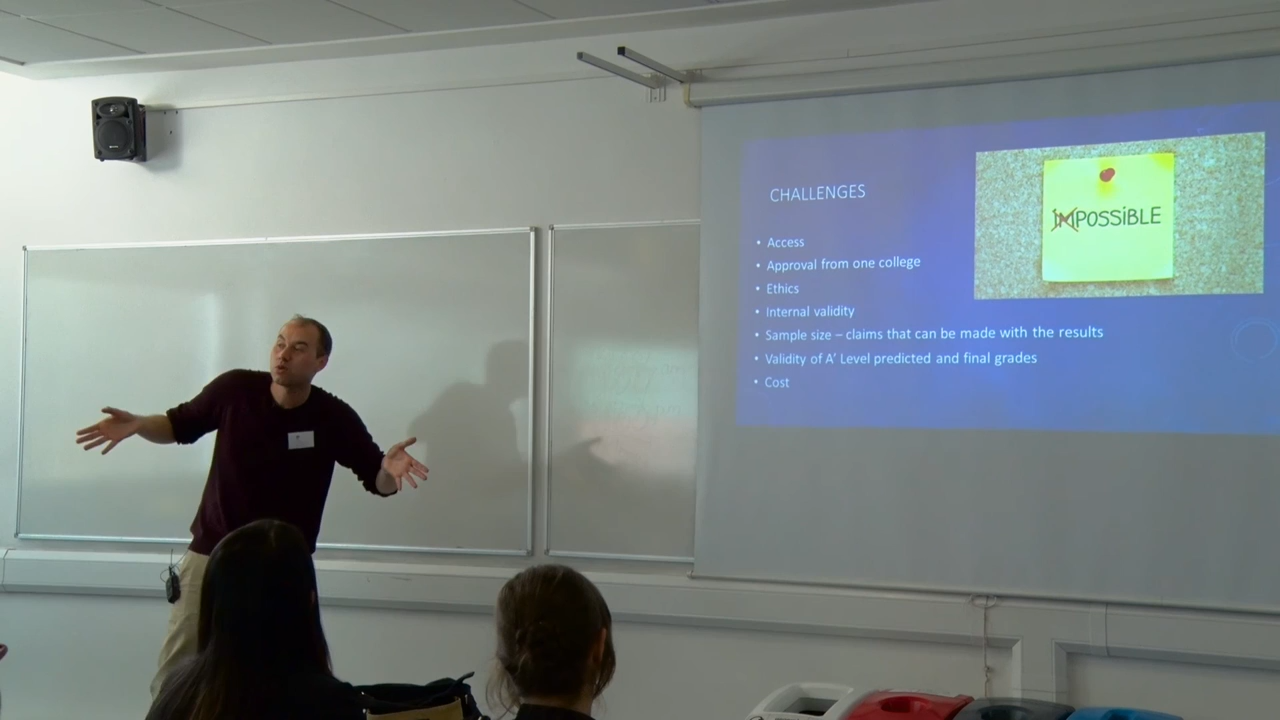 CHALLENGES
IMPOSSIBLE
• Access
• Approval from one college
• Ethics
• Internal validity
• Sample size – claims that can be made with the results
• Validity of A' Level predicted and final grades
• Cost